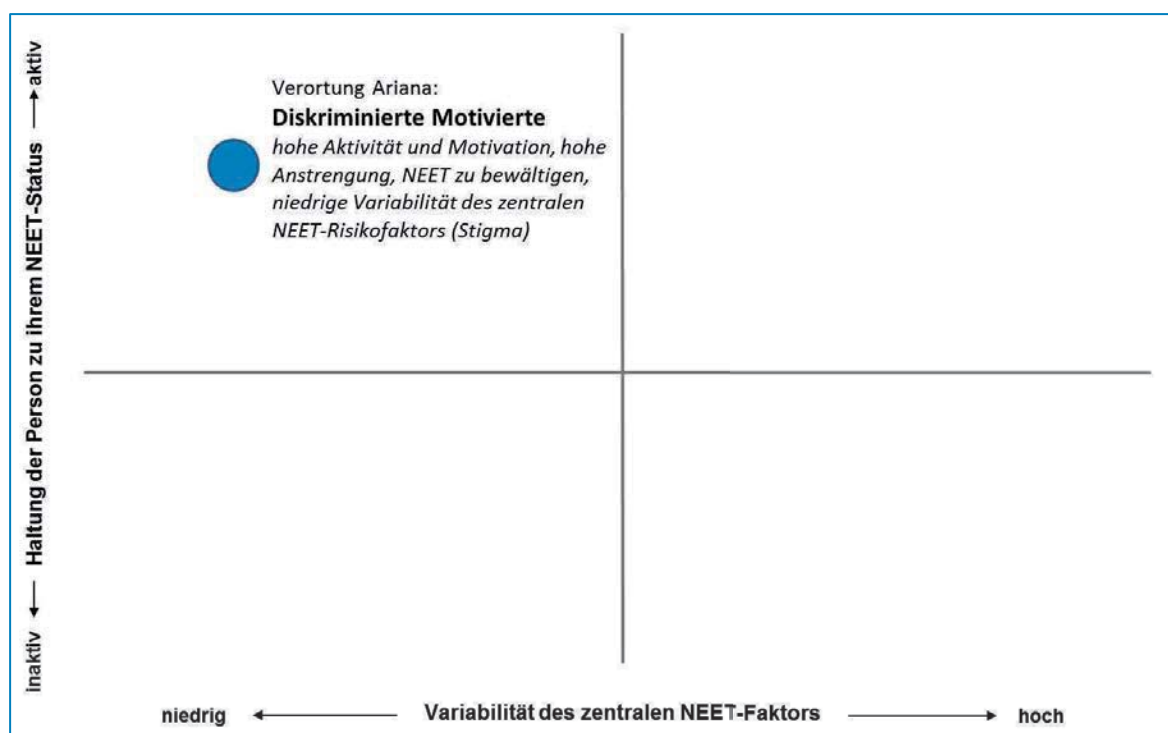 Verortung Ariana:
Diskriminierte Motivierte
hohe Aktivität und Motivation, hohe
Anstrengung, NEET zu bewältigen,
niedrige Variabilität des zentralen
NEET-Risikofaktors (Stigma)
inaktiv ← Haltung der Person zu ihrem NEET-Status → aktiv
niedrig ← Variabilität des zentralen NEET-Faktors → hoch